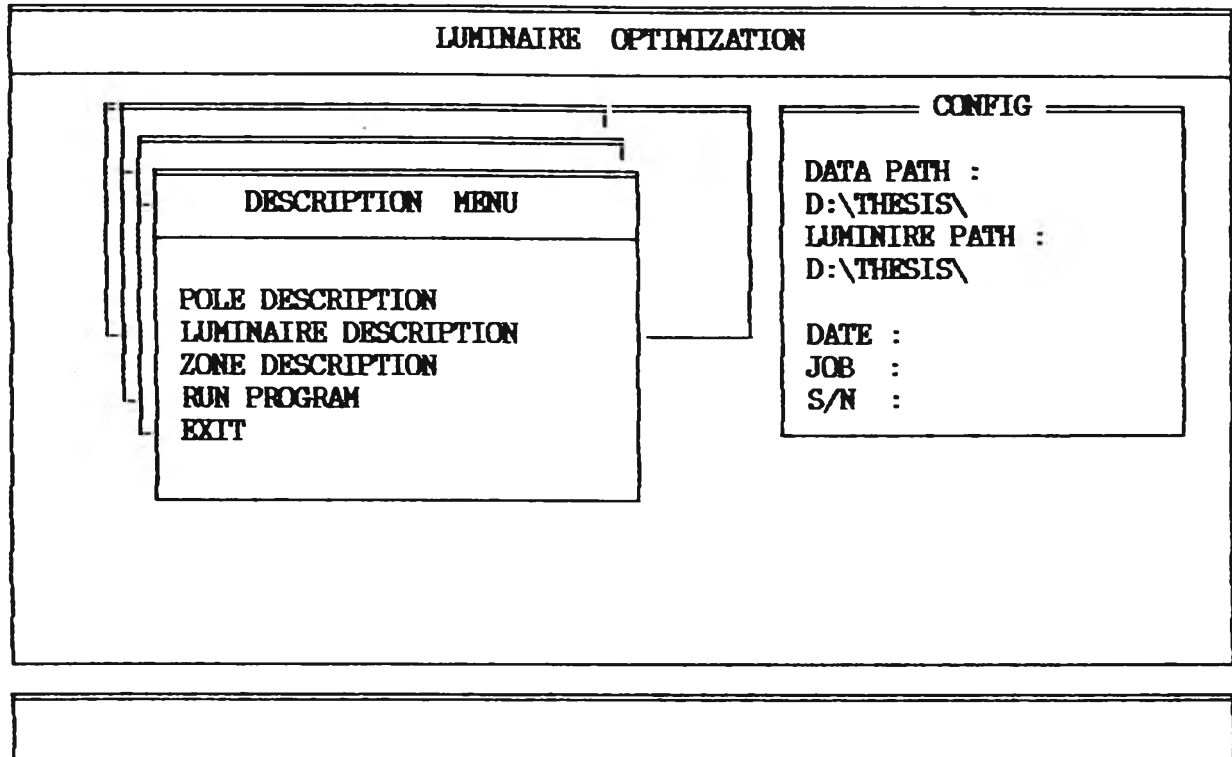 LUMINAIRE OPTIMIZATION
DESCRIPTION MENU
POLE DESCRIPTION
LUMINAIRE DESCRIPTION
ZONE DESCRIPTION
RUN PROGRAM
EXIT
CONFIG
DATA PATH :
D:\THESIS\
LUMINIRE PATH :
D:\THESIS\
DATE :
JOB :
S/N :